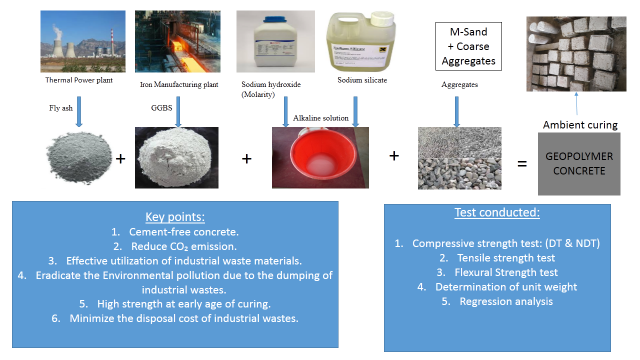 M-Sand
+ Coarse
Aggregates
Thermal Power plant
Iron Manufacturing plant
Sodium hydroxide
(Molarity)
Sodium silicate
Aggregates
Fly ash
GGBS
Alkaline solution
Ambient curing
+
+
+
=
GEOPOLYMER
CONCRETE
Key points:
1. Cement-free concrete.
2. Reduce CO₂ emission.
3. Effective utilization of industrial waste materials.
4. Eradicate the Environmental pollution due to the dumping of
industrial wastes.
5. High strength at early age of curing.
6. Minimize the disposal cost of industrial wastes.
Test conducted:
1. Compressive strength test: (DT & NDT)
2. Tensile strength test
3. Flexural Strength test
4. Determination of unit weight
5. Regression analysis